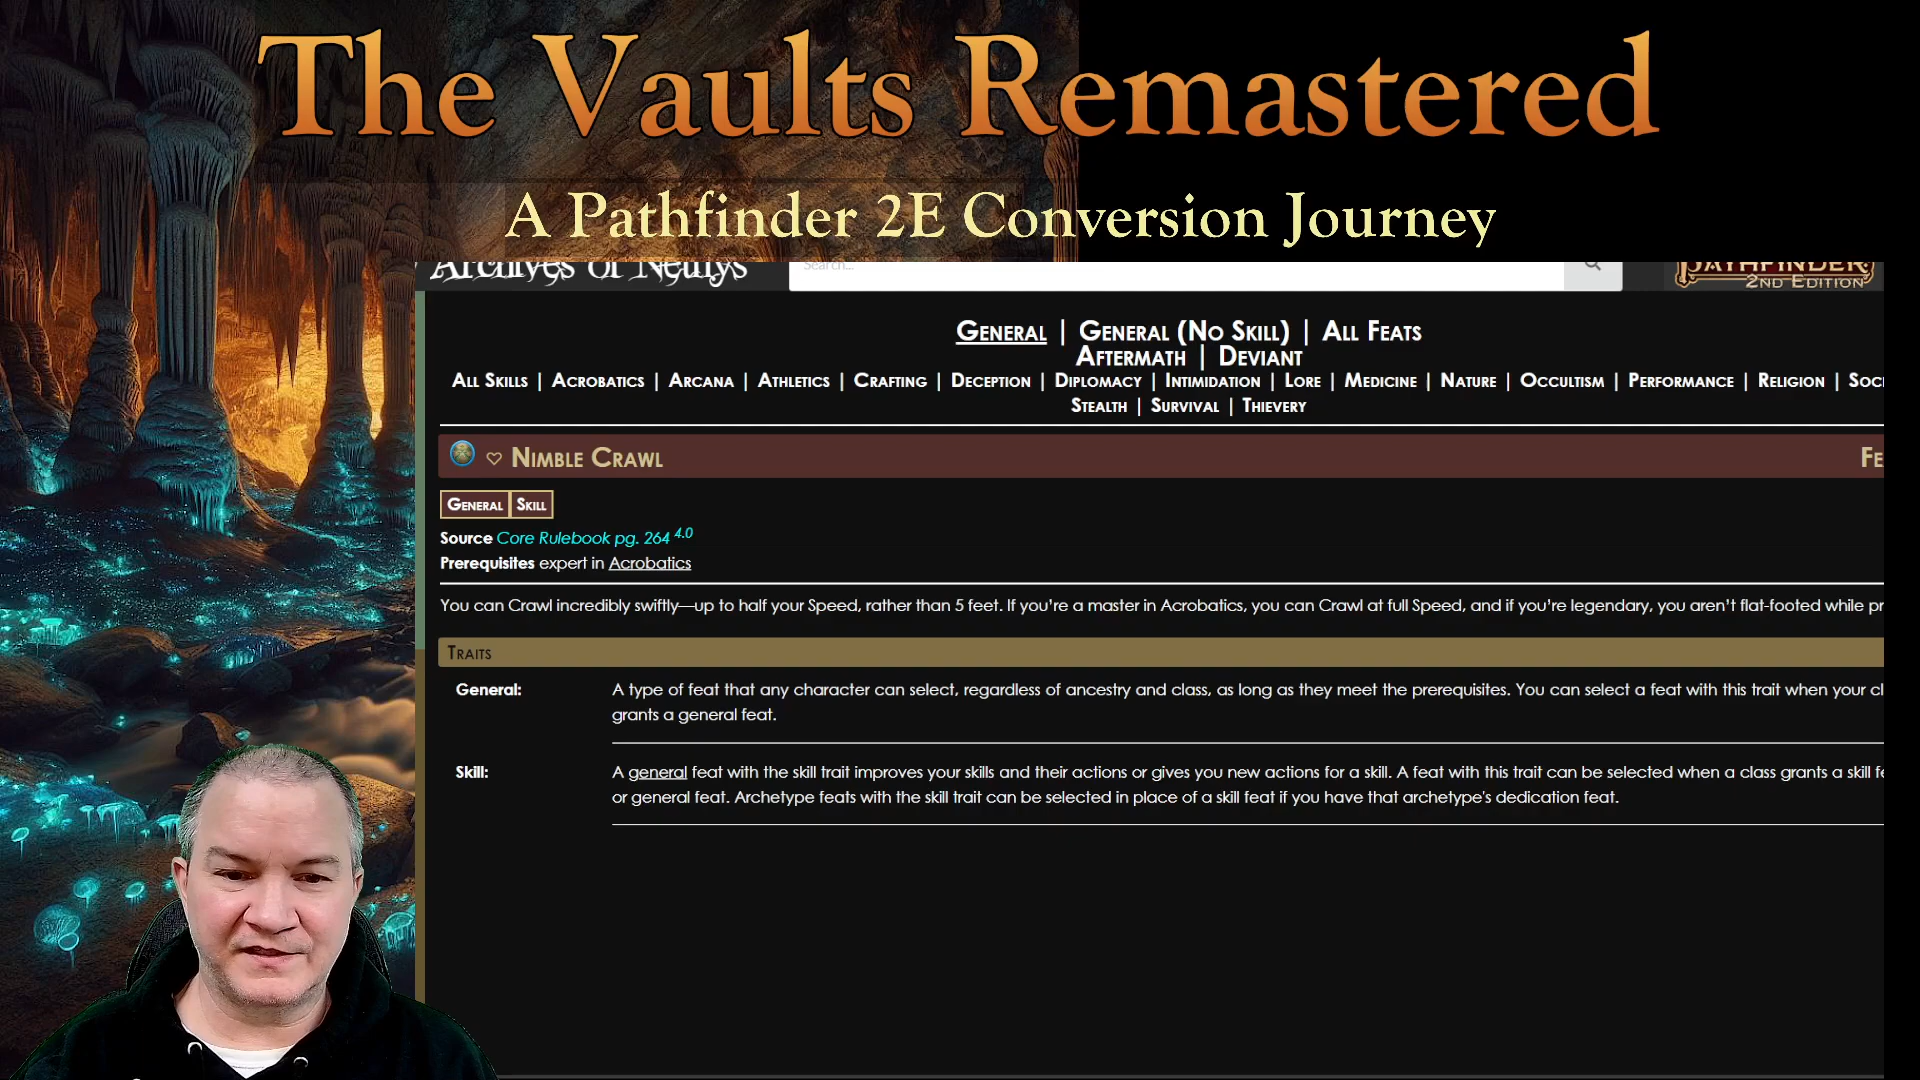 The Vaults Remastered
A Pathfinder 2E Conversion Journey
Archives of Nethys
Search...
PATHFINDER
2ND EDITION
GENERAL | GENERAL (NO SKILL) | ALL FEATS
AFTERMATH | DEVIANT
ALL SKILLS | ACROBATICS | ARCANA | ATHLETICS | CRAFTING | DECEPTION | DIPLOMACY | INTIMIDATION | LORE | MEDICINE | NATURE | OCCULTISM | PERFORMANCE | RELIGION | SOC
STEALTH | SURVIVAL | THIEVERY
NIMBLE CRAWL FE
GENERAL SKILL
Source Core Rulebook pg. 264 4.0
Prerequisites expert in Acrobatics
You can Crawl incredibly swiftly—up to half your Speed, rather than 5 feet. If you’re a master in Acrobatics, you can Crawl at full Speed, and if you’re legendary, you aren’t flat-footed while pr
TRAITS
General: A type of feat that any character can select, regardless of ancestry and class, as long as they meet the prerequisites. You can select a feat with this trait when your cl
grants a general feat.
Skill: A general feat with the skill trait improves your skills and their actions or gives you new actions for a skill. A feat with this trait can be selected when a class grants a skill fe
or general feat. Archetype feats with the skill trait can be selected in place of a skill feat if you have that archetype's dedication feat.